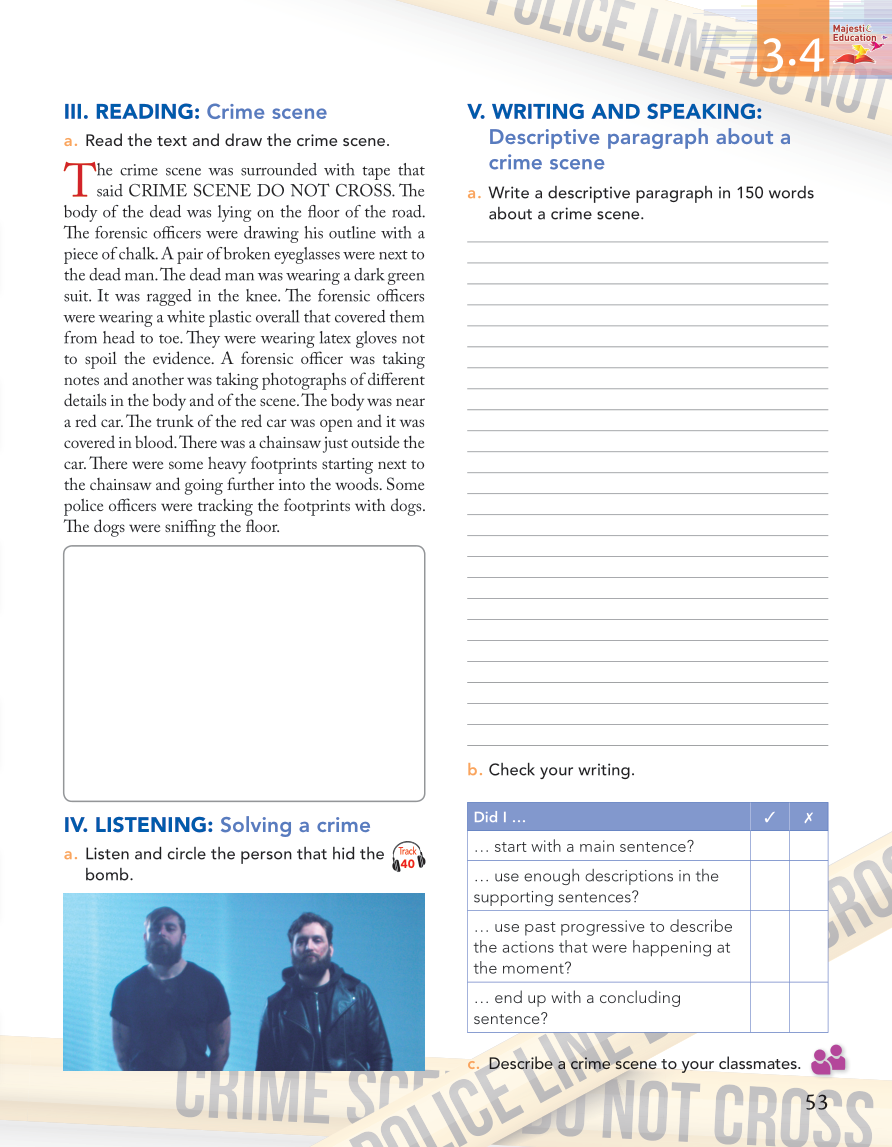 POLICE LINE DO NOT
3.4
Majestic
Education
III. READING: Crime scene
a. Read the text and draw the crime scene.
The crime scene was surrounded with tape that
said CRIME SCENE DO NOT CROSS. The
body of the dead was lying on the floor of the road.
The forensic officers were drawing his outline with a
piece of chalk. A pair of broken eyeglasses were next to
the dead man. The dead man was wearing a dark green
suit. It was ragged in the knee. The forensic officers
were wearing a white plastic overall that covered them
from head to toe. They were wearing latex gloves not
to spoil the evidence. A forensic officer was taking
notes and another was taking photographs of different
details in the body and of the scene. The body was near
a red car. The trunk of the red car was open and it was
covered in blood. There was a chainsaw just outside the
car. There were some heavy footprints starting next to
the chainsaw and going further into the woods. Some
police officers were tracking the footprints with dogs.
The dogs were sniffing the floor.
IV. LISTENING: Solving a crime
a. Listen and circle the person that hid the
bomb.
Track
40
V. WRITING AND SPEAKING:
Descriptive paragraph about a
crime scene
a. Write a descriptive paragraph in 150 words
about a crime scene.
b. Check your writing.
Did I … ✓ ✗
… start with a main sentence?
… use enough descriptions in the
supporting sentences?
… use past progressive to describe
the actions that were happening at
the moment?
… end up with a concluding
sentence?
c. Describe a crime scene to your classmates.
CROSS
CRIME SCE
POLICE LINE D
DO NOT CROSS
53